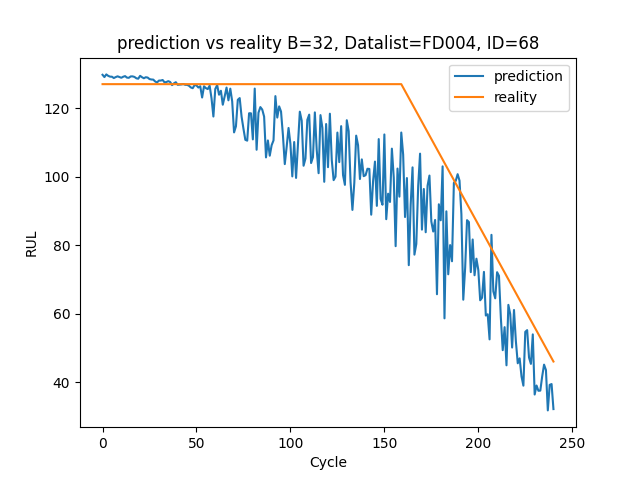 prediction vs reality B=32, Datalist=FD004, ID=68
prediction
reality
RUL
120
100
80
60
40
0
50
100
150
200
250
Cycle